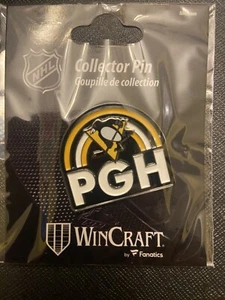 NHL
Collector Pin
Goupille de collection
PGH
WINCRAFT
by Fanatics